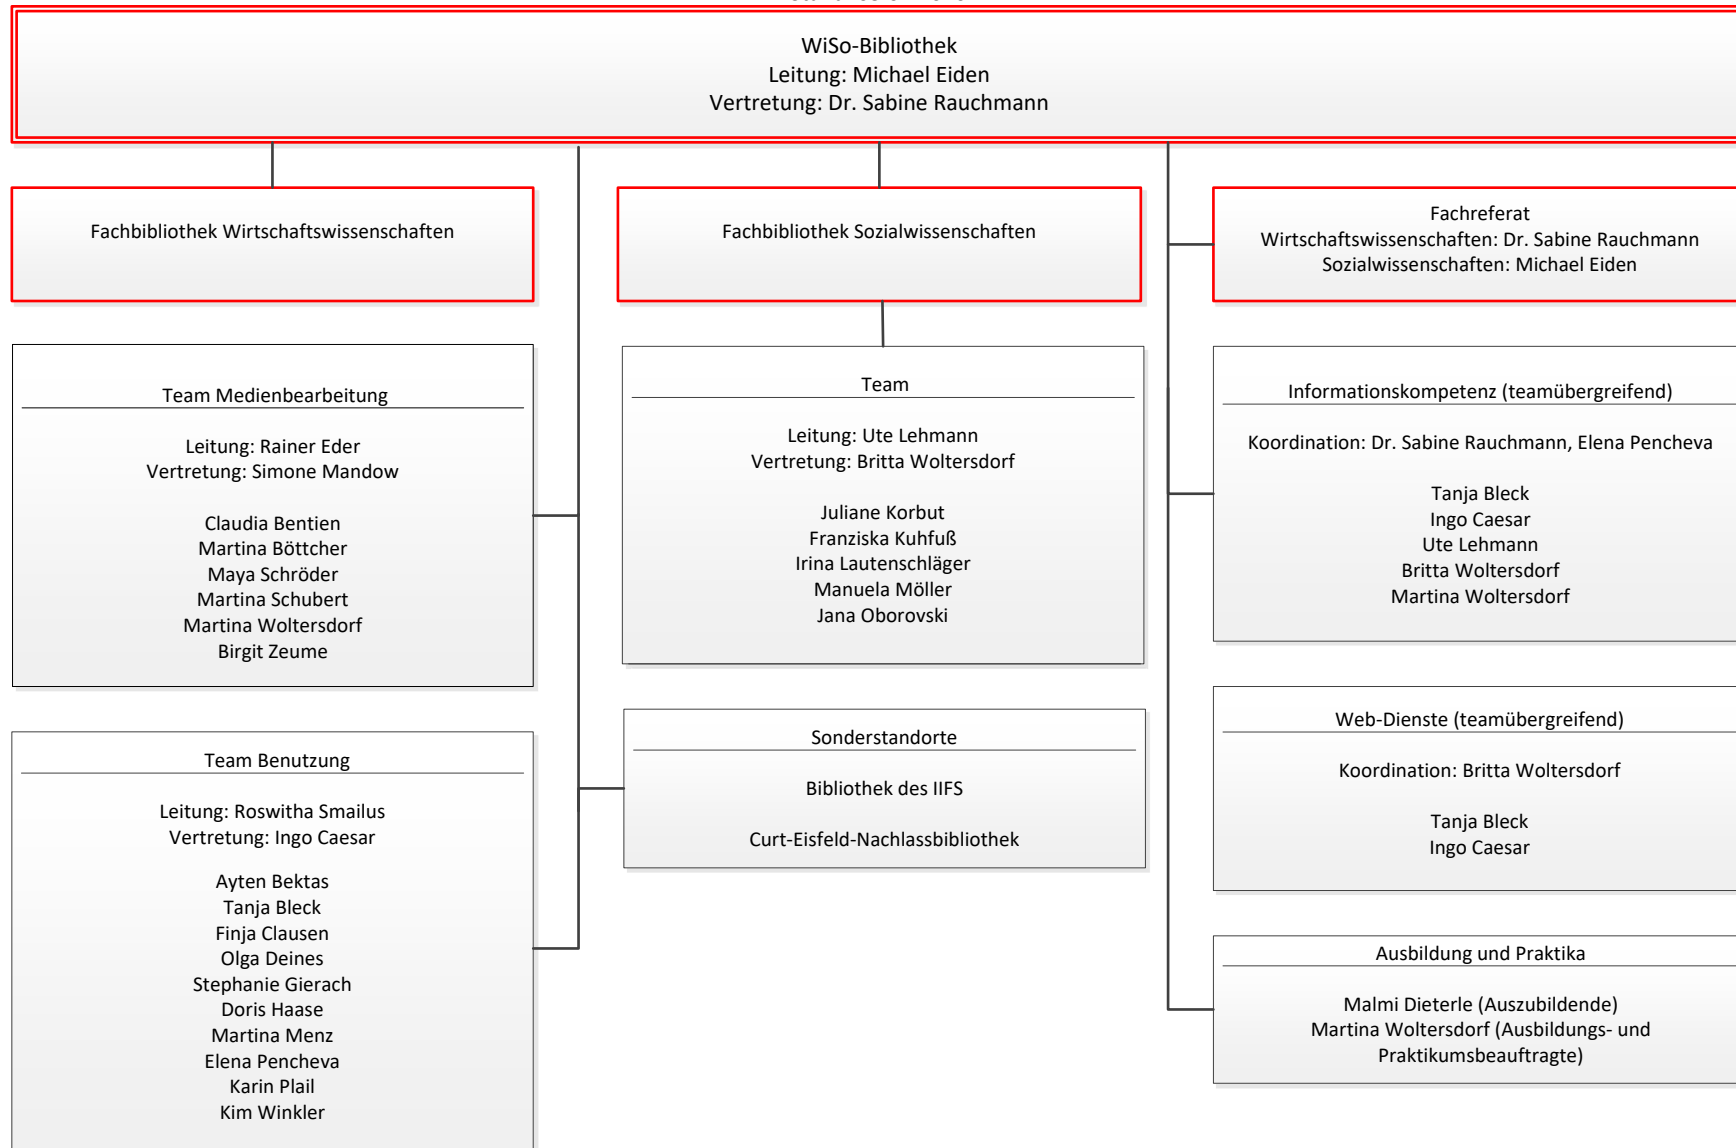 WiSo-Bibliothek
Leitung: Michael Eiden
Vertretung: Dr. Sabine Rauchmann
Fachbibliothek Wirtschaftswissenschaften
Fachbibliothek Sozialwissenschaften
Fachreferat
Wirtschaftswissenschaften: Dr. Sabine Rauchmann
Sozialwissenschaften: Michael Eiden
Team Medienbearbeitung
Leitung: Rainer Eder
Vertretung: Simone Mandow
Claudia Bentien
Martina Böttcher
Maya Schröder
Martina Schubert
Martina Woltersdorf
Birgit Zeume
Team Benutzung
Leitung: Roswitha Smailus
Vertretung: Ingo Caesar
Ayten Bektas
Tanja Bleck
Finja Clausen
Olga Deines
Stephanie Gierach
Doris Haase
Martina Menz
Elena Pencheva
Karin Plail
Kim Winkler
Team
Leitung: Ute Lehmann
Vertretung: Britta Woltersdorf
Juliane Korbut
Franziska Kuhfuß
Irina Lautenschläger
Manuela Möller
Jana Oborovski
Sonderstandorte
Bibliothek des IIFS
Curt-Eisfeld-Nachlassbibliothek
Informationskompetenz (teamübergreifend)
Koordination: Dr. Sabine Rauchmann, Elena Pencheva
Tanja Bleck
Ingo Caesar
Ute Lehmann
Britta Woltersdorf
Martina Woltersdorf
Web-Dienste (teamübergreifend)
Koordination: Britta Woltersdorf
Tanja Bleck
Ingo Caesar
Ausbildung und Praktika
Malmi Dieterle (Auszubildende)
Martina Woltersdorf (Ausbildungs- und
Praktikumsbeauftragte)